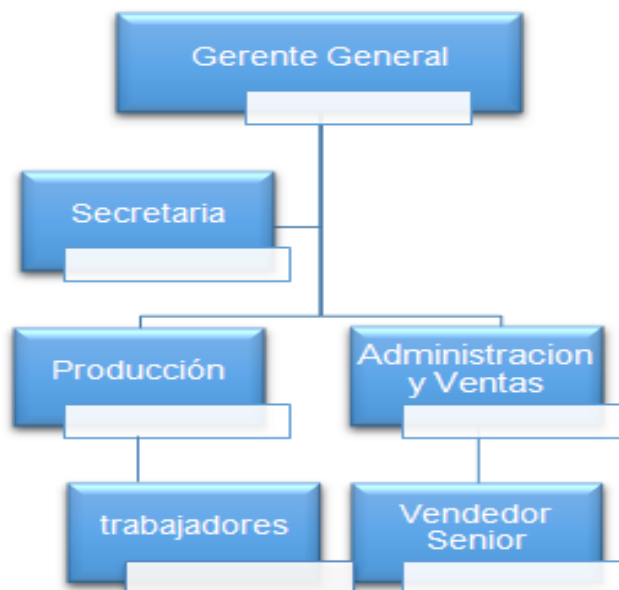 Gerente General
Secretaria
Producción
Administracion
y Ventas
trabajadores
Vendedor
Senior